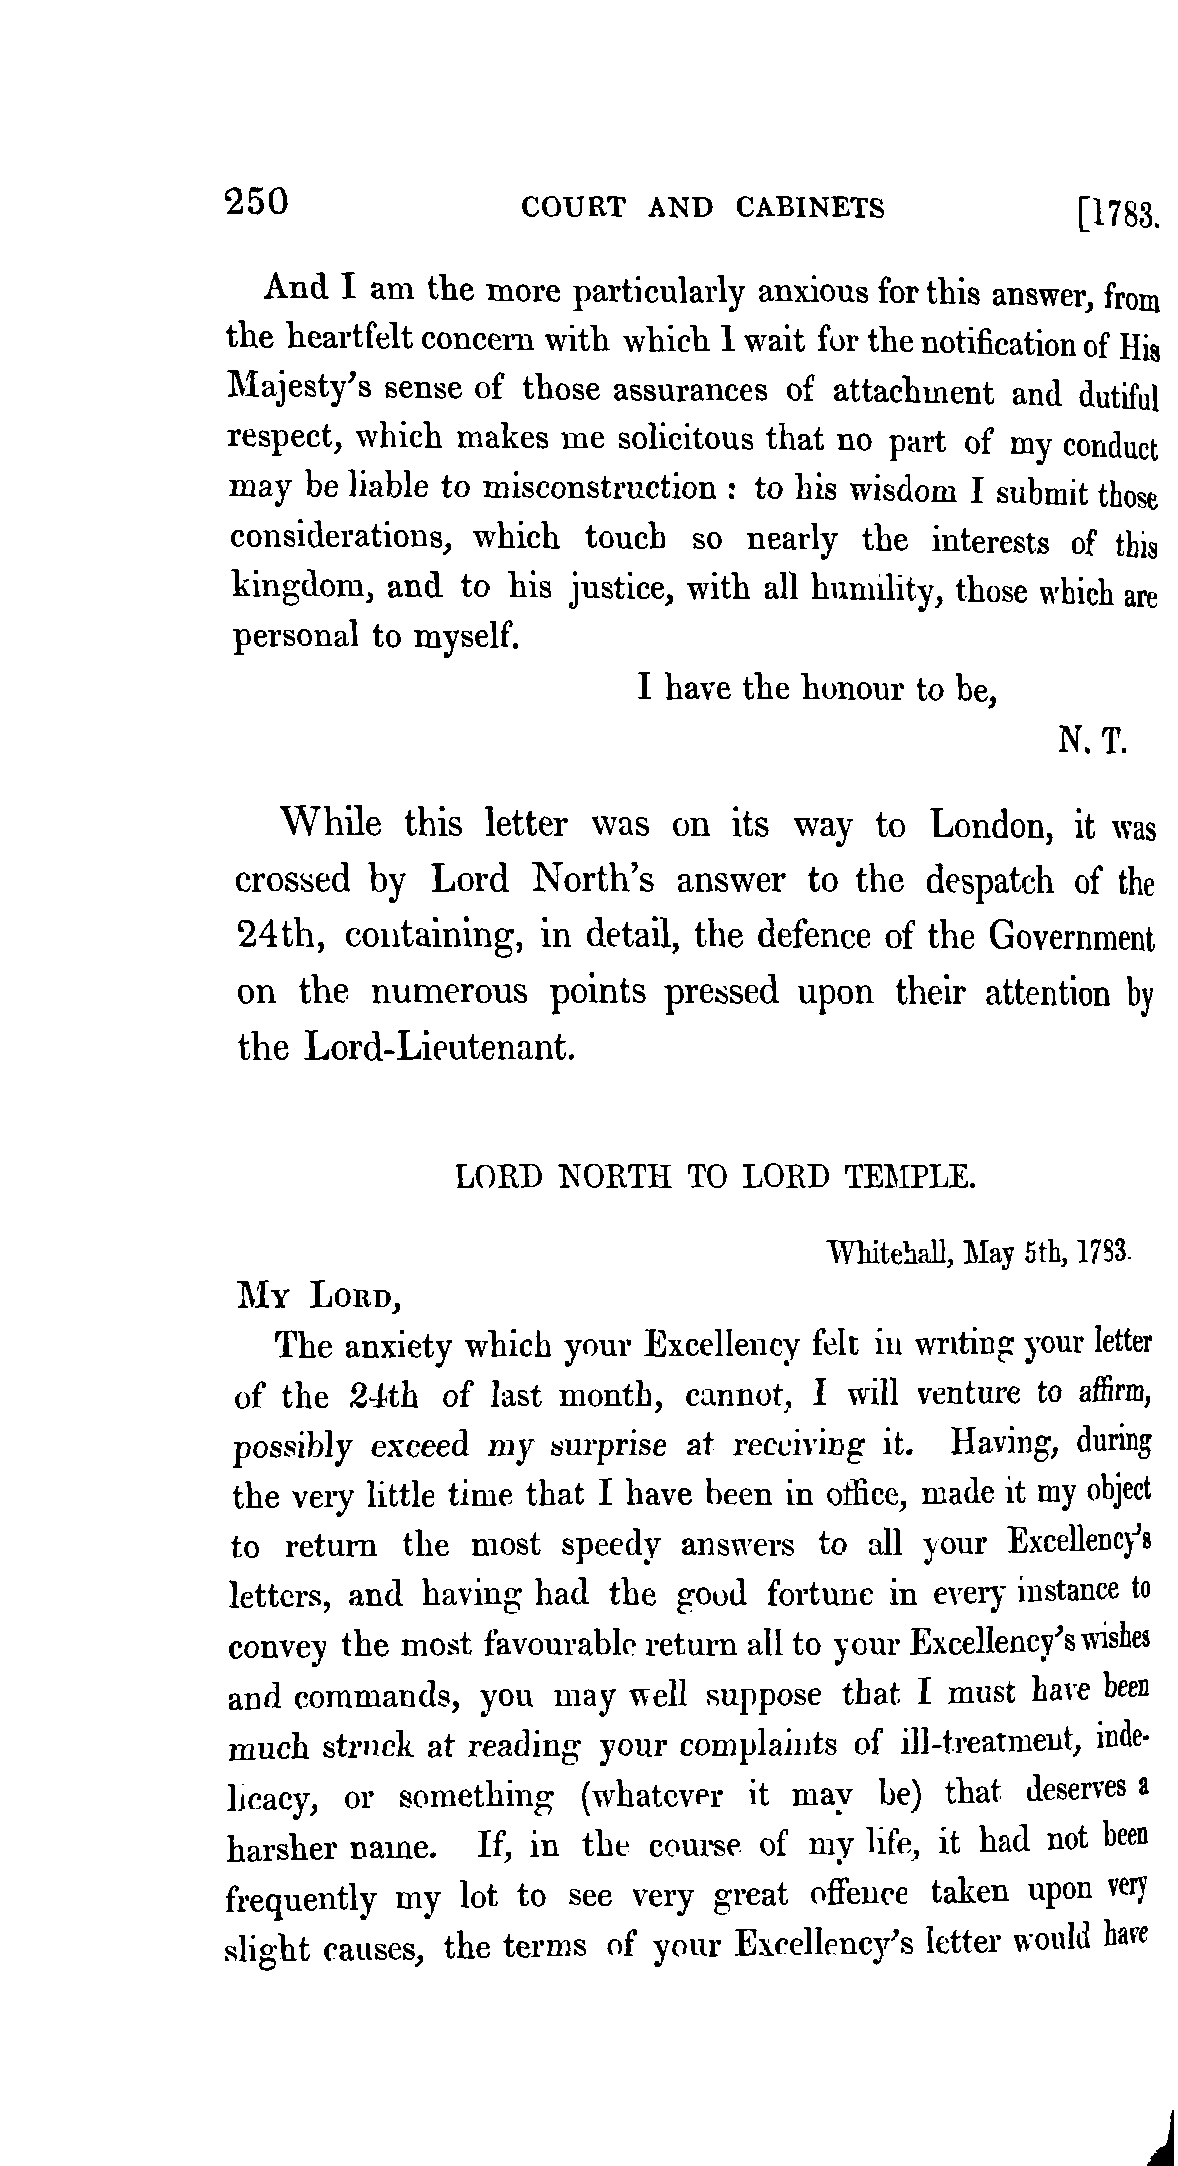 250 COURT AND CABINETS [1783.
And I am the more particularly anxious for this answer, from
the heartfelt concern with which I wait for the notification of His
Majesty's sense of those assurances of attachment and dutiful
respect, which makes me solicitous that no part of my conduct
may be liable to misconstruction : to his wisdom I submit those
considerations, which touch so nearly the interests of this
kingdom, and to his justice, with all humility, those which are
personal to myself.
I have the honour to be,
N. T.
While this letter was on its way to London, it was
crossed by Lord North's answer to the despatch of the
24th, containing, in detail, the defence of the Government
on the numerous points pressed upon their attention by
the Lord-Lieutenant.
LORD NORTH TO LORD TEMPLE.
Whitehall, May 5th, 1783.
MY LORD,
The anxiety which your Excellency felt in writing your letter
of the 24th of last month, cannot, I will venture to affirm,
possibly exceed my surprise at receiving it. Having, during
the very little time that I have been in office, made it my object
to return the most speedy answers to all your Excellency's
letters, and having had the good fortune in every instance to
convey the most favourable return all to your Excellency's wishes
and commands, you may well suppose that I must have been
much struck at reading your complaints of ill-treatment, inde-
licacy, or something (whatever it may be) that deserves a
harsher name. If, in the course of my life, it had not been
frequently my lot to see very great offence taken upon very
slight causes, the terms of your Excellency's letter would have